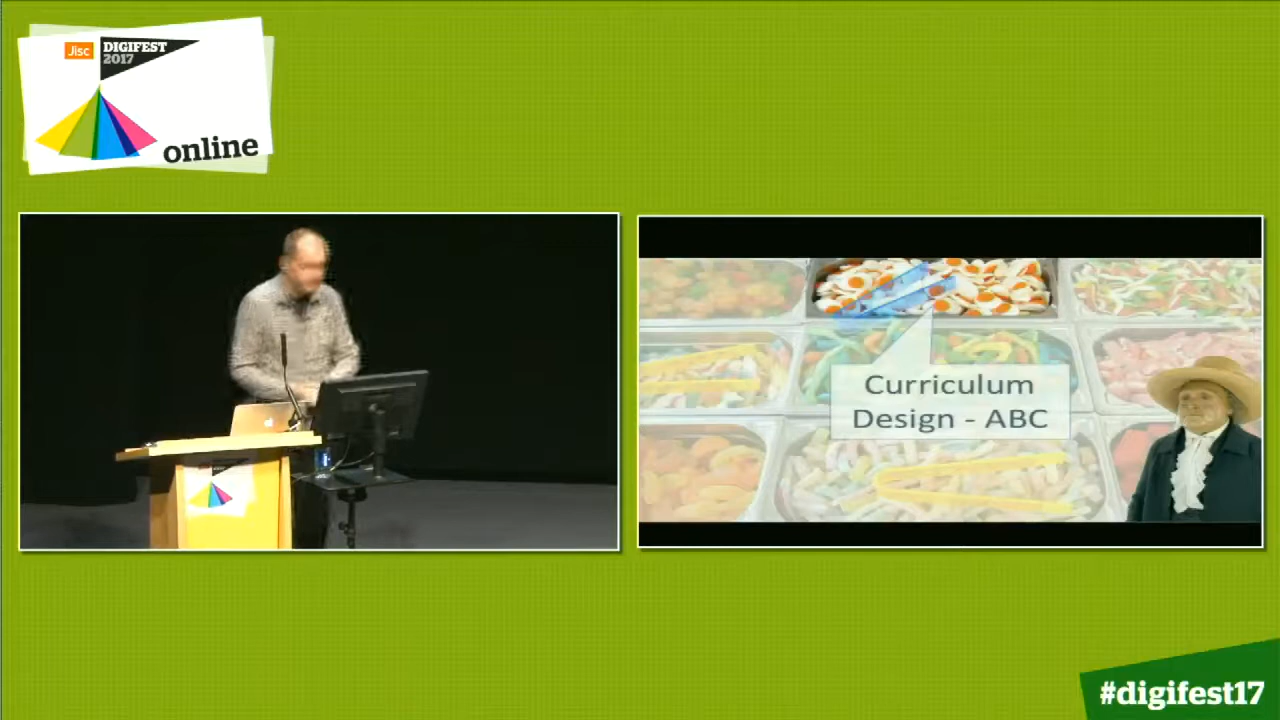 Jisc
DIGIFEST
2017
online
Curriculum
Design - ABC
#digifest17